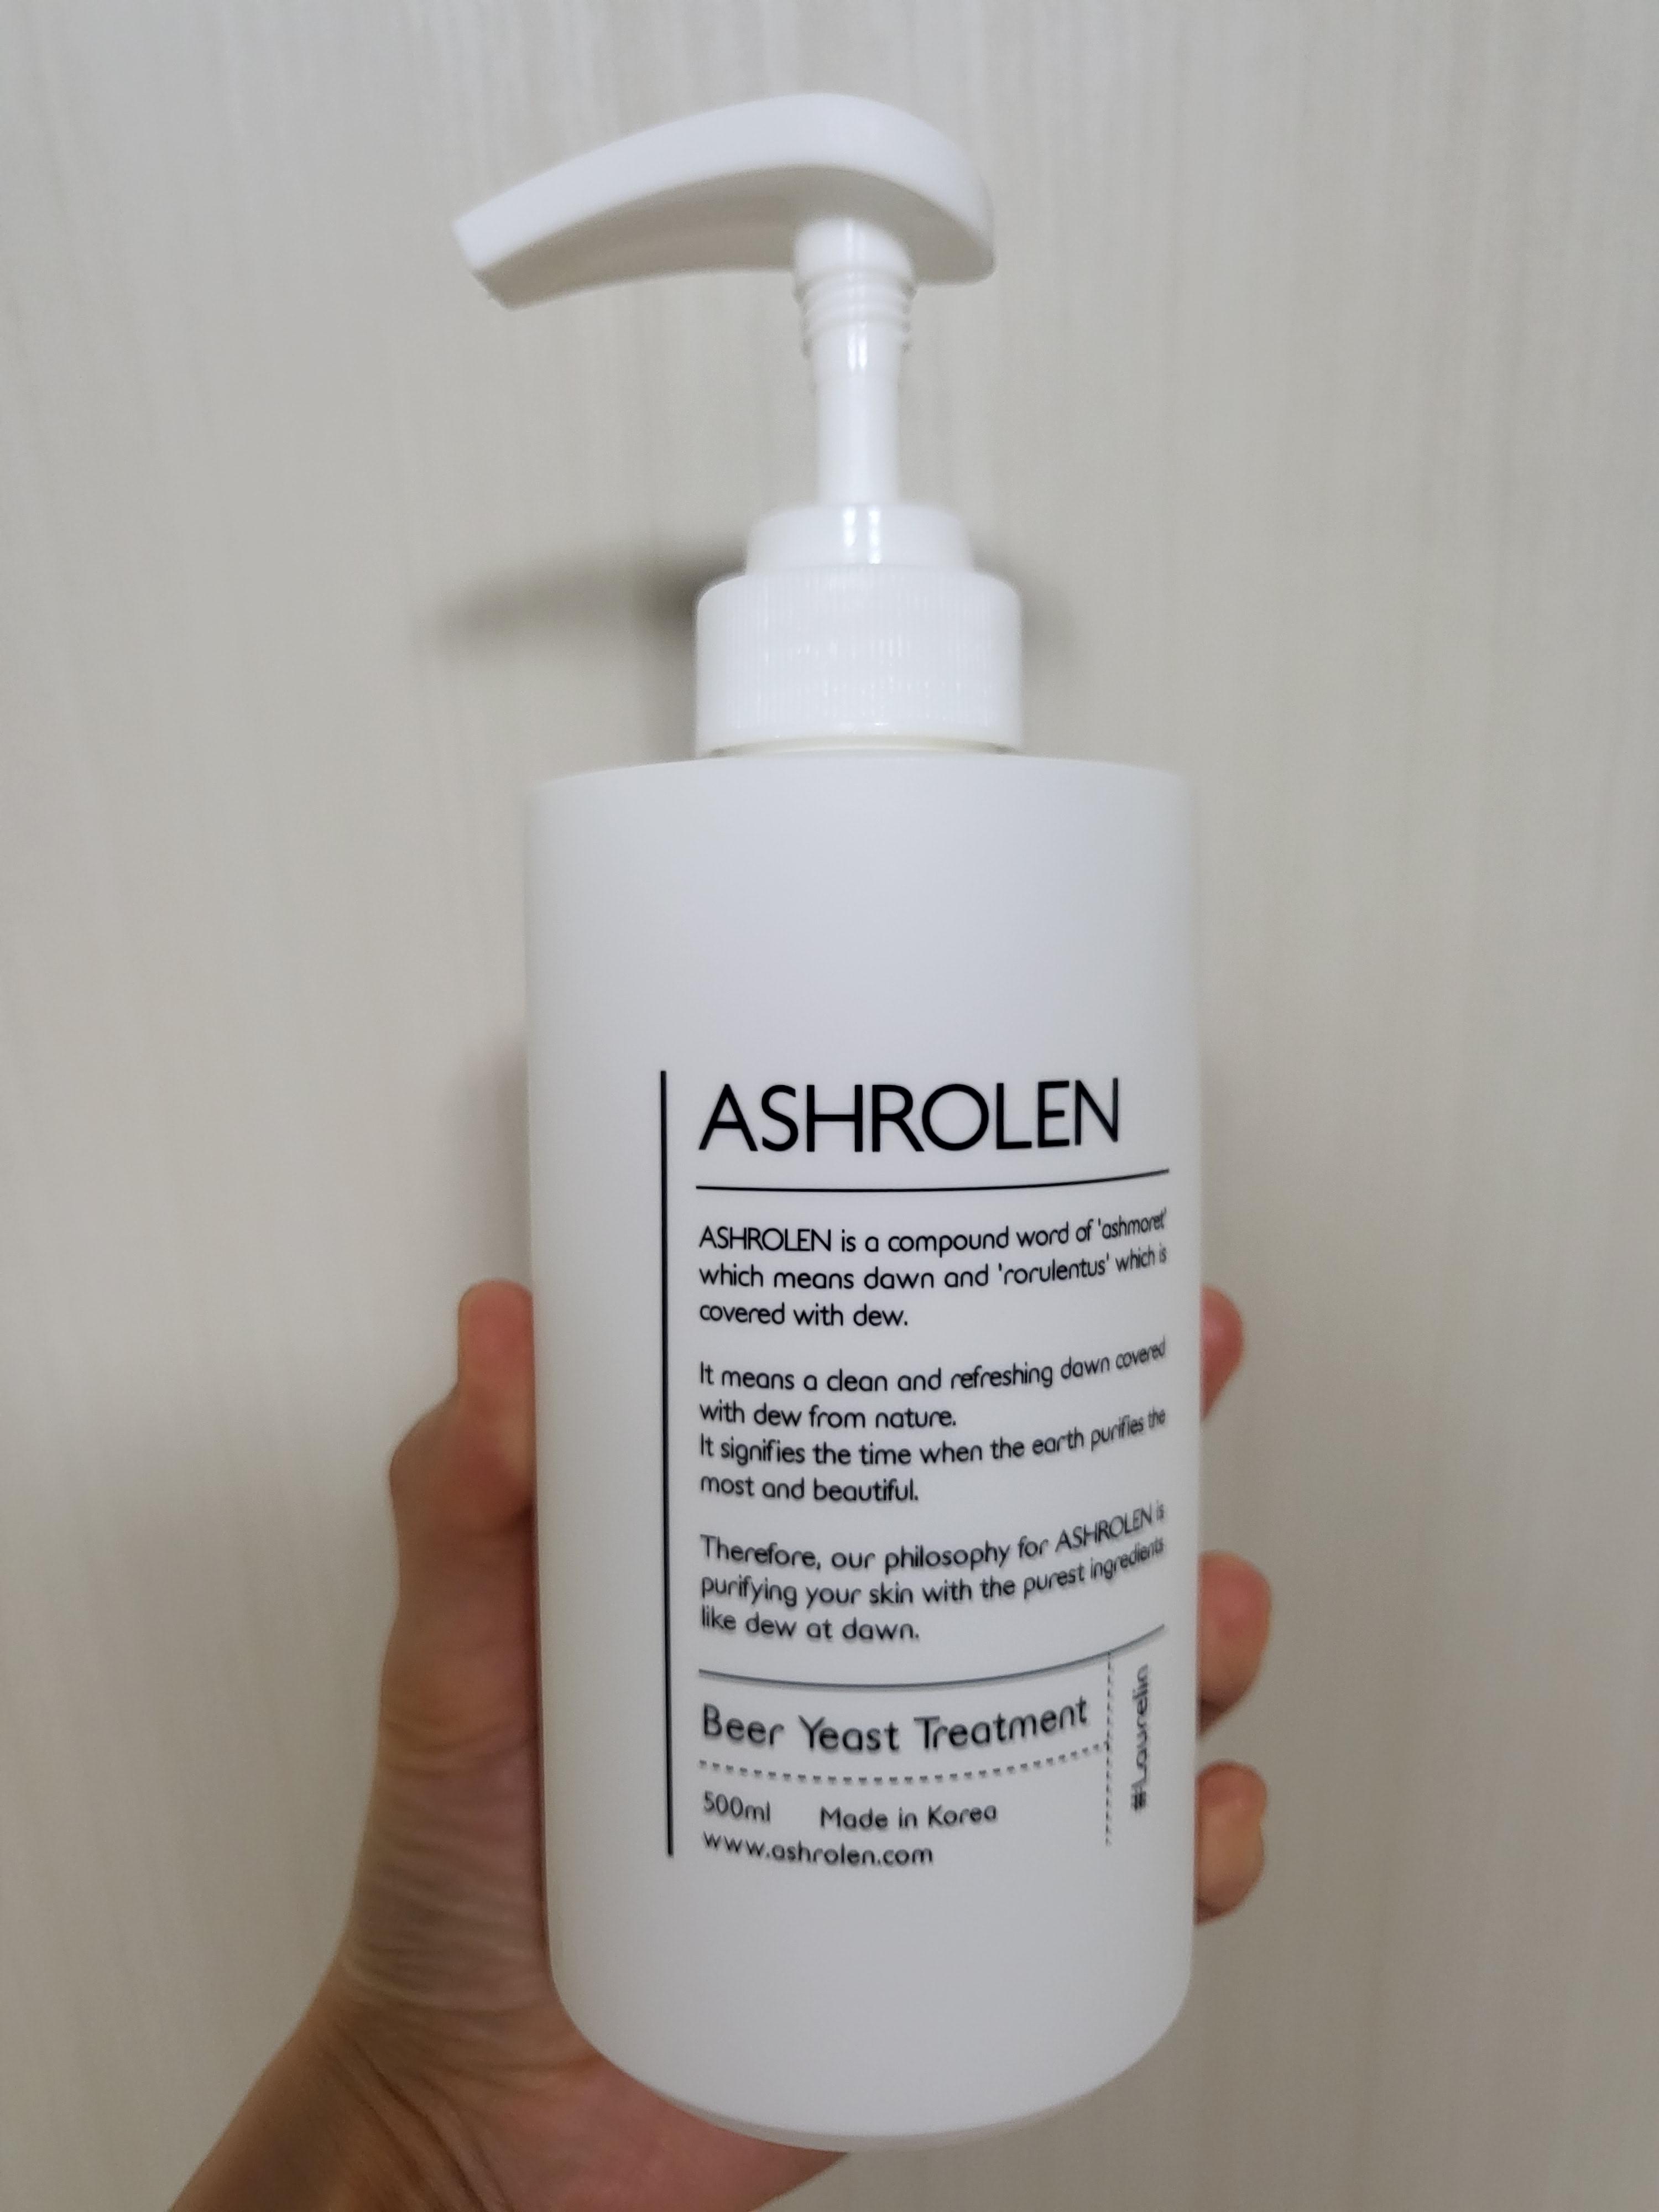 ASHROLEN
ASHROLEN is a compound word of 'ashmoret'
which means dawn and 'rorulentus' which is
covered with dew.
It means a clean and refreshing dawn covered
with dew from nature.
It signifies the time when the earth purifies the
most and beautiful.
Therefore, our philosophy for ASHROLEN is
purifying your skin with the purest ingredients
like dew at dawn.
Beer Yeast Treatment
500ml Made in Korea
www.ashrolen.com
#Laurelin